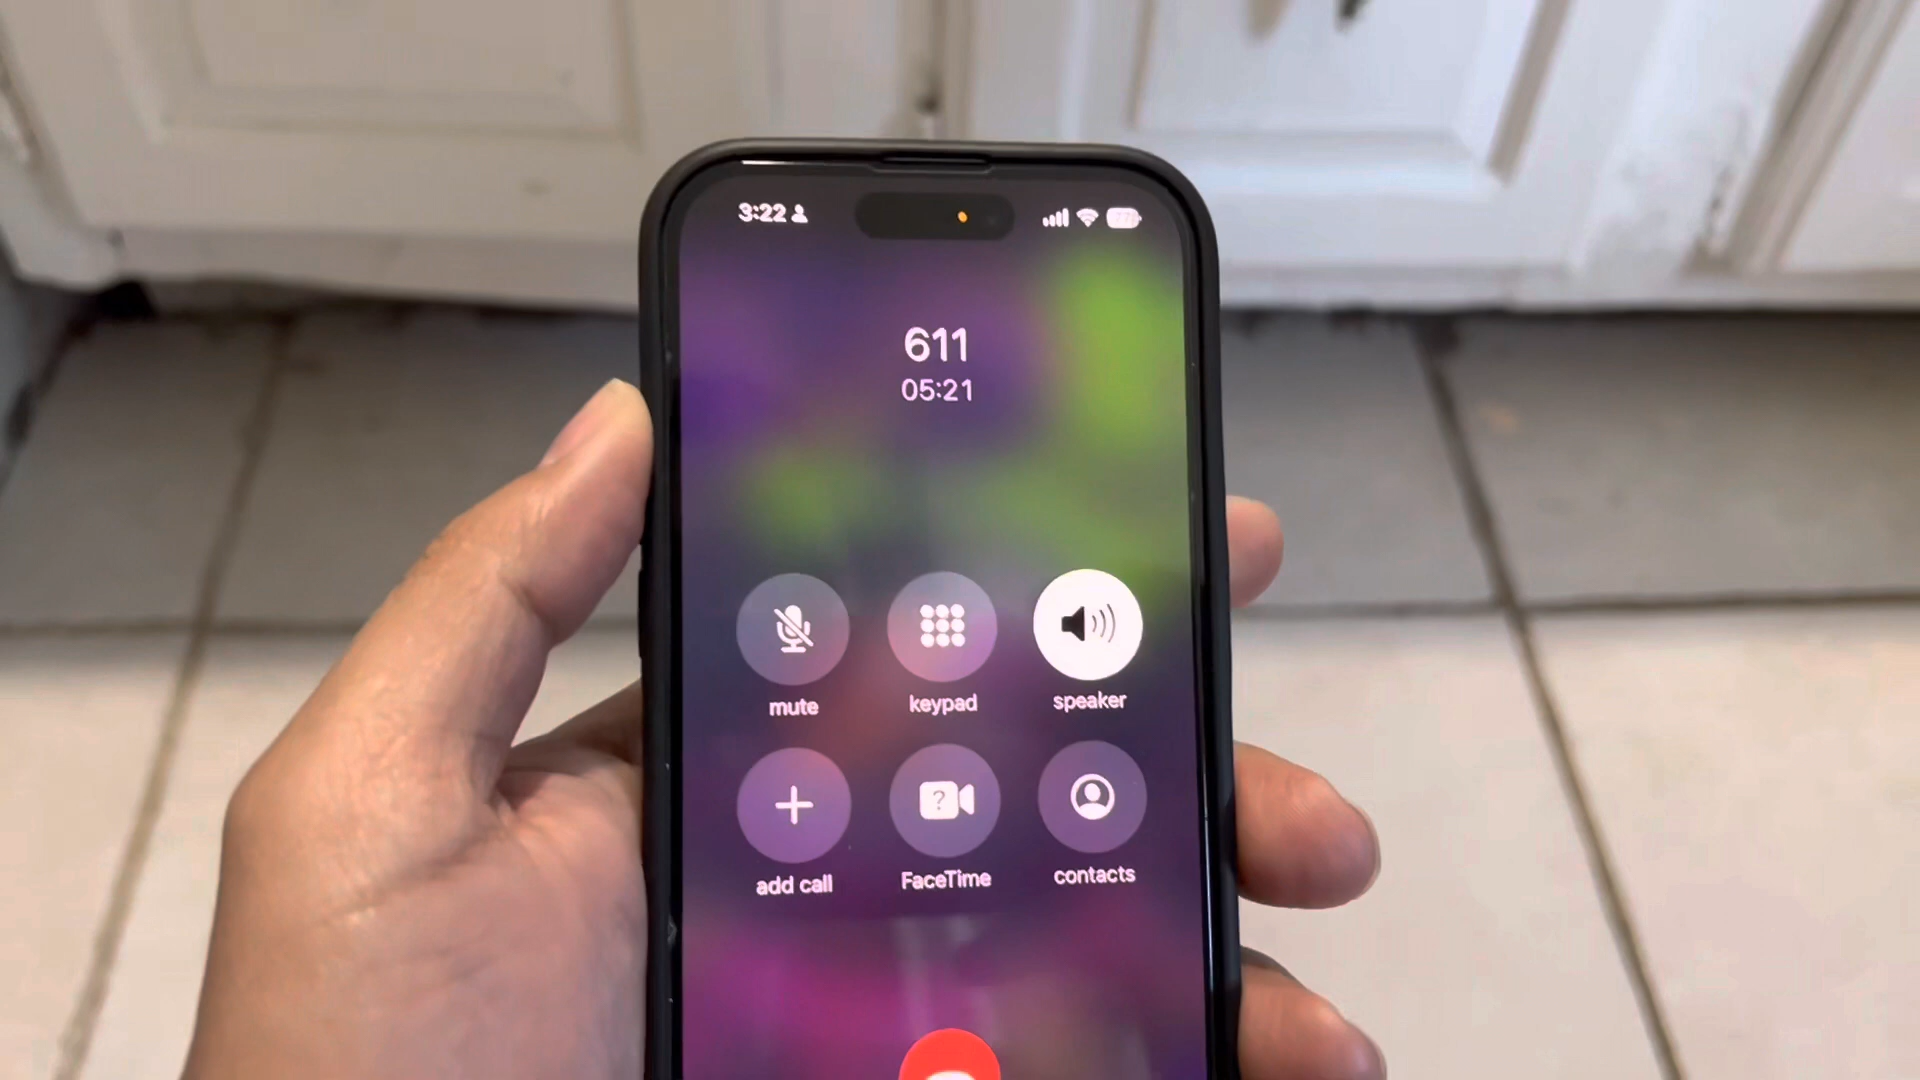 3:22
611
05:21
mute keypad speaker
?
add call FaceTime contacts